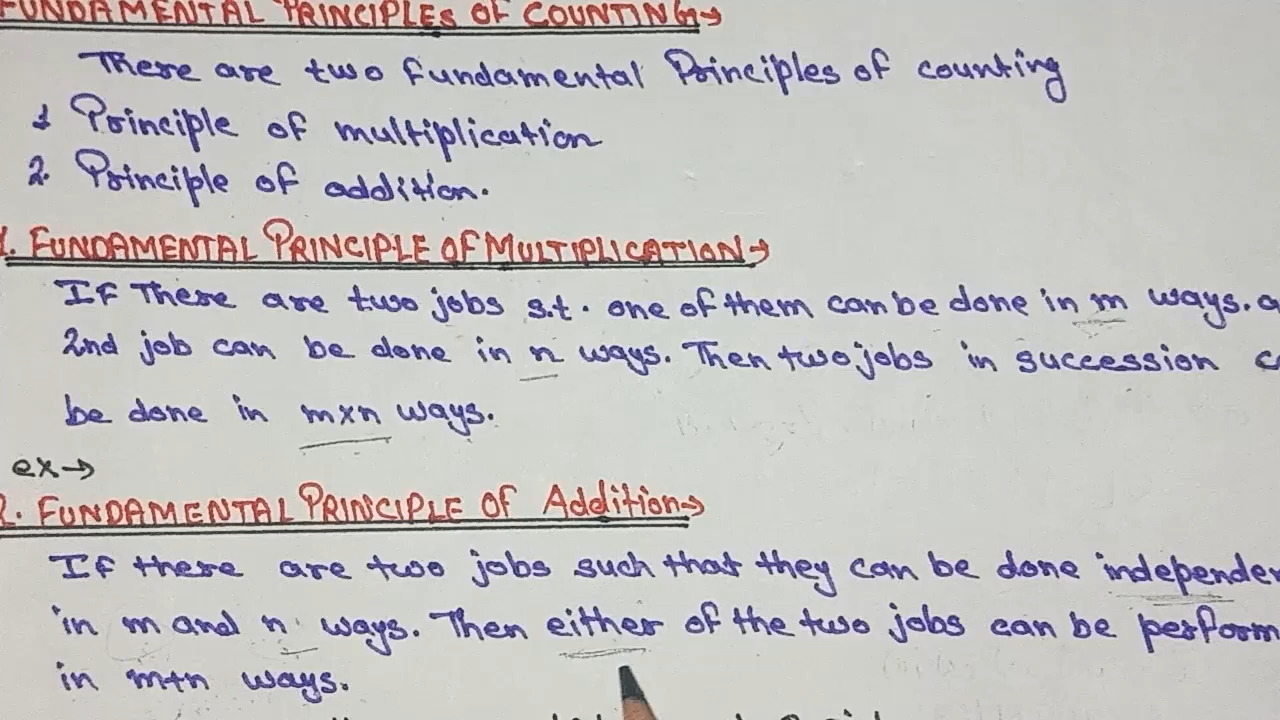 FUNDAMENTAL PRINCIPLES OF COUNTING→
There are two fundamental Principles of counting
1 Principle of multiplication
2. Principle of addition.
1. FUNDAMENTAL PRINCIPLE OF MULTIPLICATION→
If There are two jobs s.t. one of them can be done in m ways.
2nd job can be done in n ways. Then two jobs in succession
be done in m×n ways.
ex→
2. FUNDAMENTAL PRINCIPLE OF Addition→
If there are two jobs such that they can be done independen
in m and n ways. Then either of the two jobs can be perform
in m+n ways.